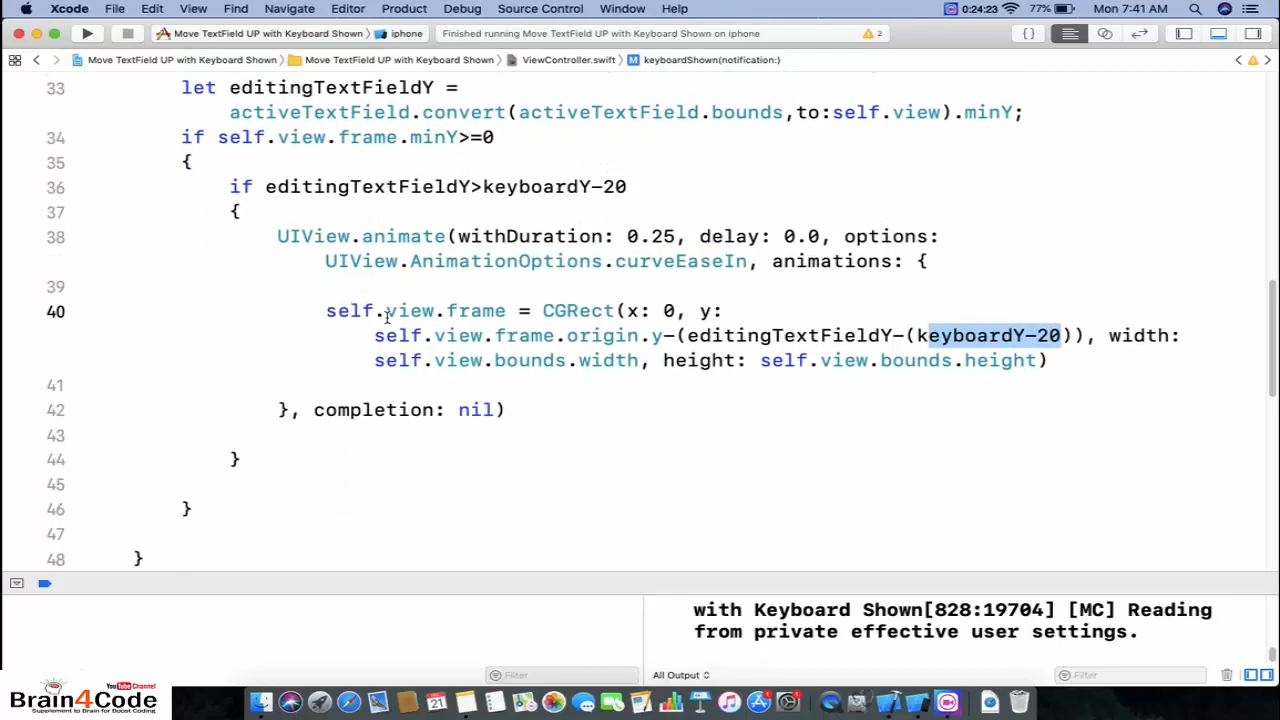 Xcode File Edit View Find Navigate Editor Product Debug Source Control Window Help 0:24:23 77% Mon 7:41 AM
Move TextField UP with Keyboard Shown iphone Finished running Move TextField UP with Keyboard Shown on iphone 2
Move TextField UP with Keyboard Shown Move TextField UP with Keyboard Shown ViewController.swift M keyboardShown(notification:)
33 let editingTextFieldY =
activeTextField.convert(activeTextField.bounds,to:self.view).minY;
34 if self.view.frame.minY>=0
35 {
36 if editingTextFieldY>keyboardY-20
37 {
38 UIView.animate(withDuration: 0.25, delay: 0.0, options:
UIView.AnimationOptions.curveEaseIn, animations: {
39
40 self.view.frame = CGRect(x: 0, y:
self.view.frame.origin.y-(editingTextFieldY-(keyboardY-20)), width:
self.view.bounds.width, height: self.view.bounds.height)
41
42 }, completion: nil)
43
44 }
45
46 }
47
48 }
with Keyboard Shown[828:19704] [MC] Reading
from private effective user settings.
Filter All Output Filter
YouTube Channel
Brain4Code
Supplement to Brain for Boost Coding